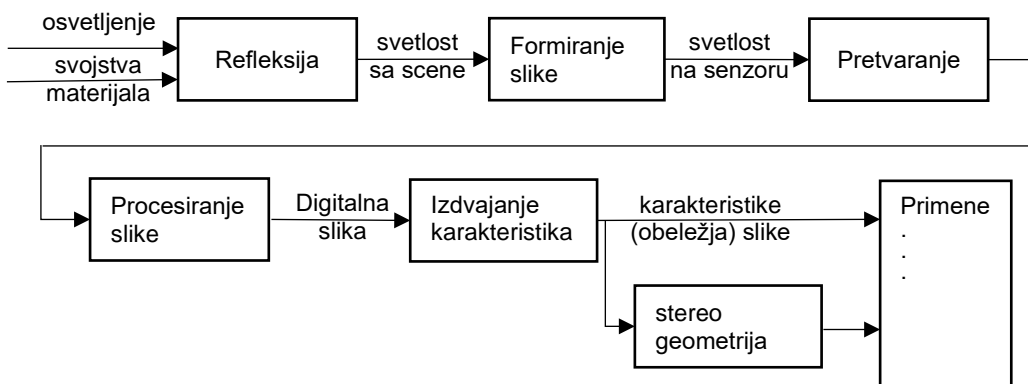 osvetljenje
svojstva
materijala
Refleksija
svetlost
sa scene
Formiranje
slike
svetlost
na senzoru
Pretvaranje
Procesiranje
slike
Digitalna
slika
Izdvajanje
karakteristika
karakteristike
(obeležja) slike
Primene
.
.
.
stereo
geometrija